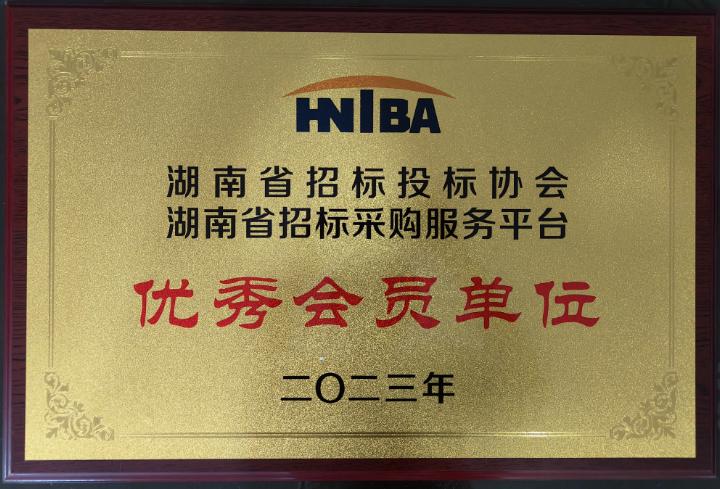 HNIBA
湖南省招标投标协会
湖南省招标采购服务平台
优秀会员单位
二〇二三年